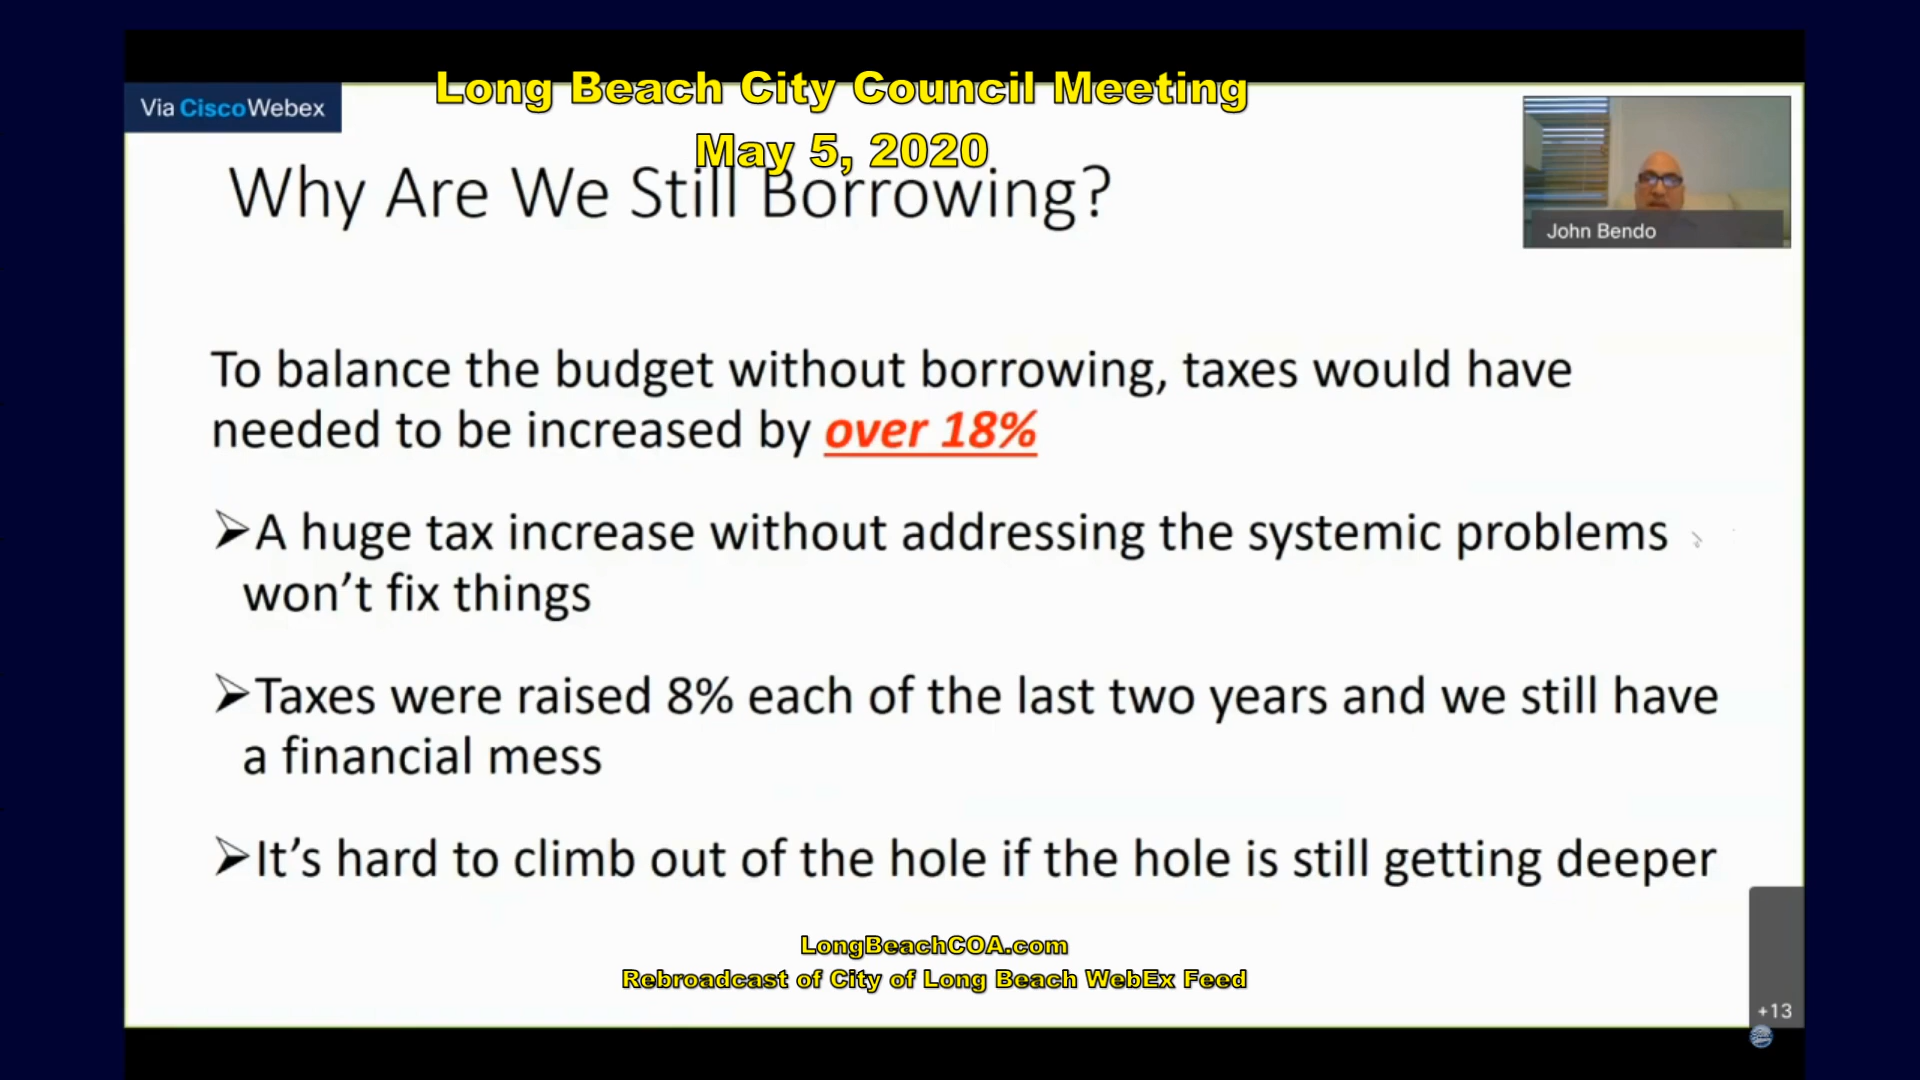 Long Beach City Council Meeting
Via CiscoWebex
May 5, 2020
Why Are We Still Borrowing?
John Bendo
To balance the budget without borrowing, taxes would have
needed to be increased by over 18%
➢A huge tax increase without addressing the systemic problems
won’t fix things
➢Taxes were raised 8% each of the last two years and we still have
a financial mess
➢It’s hard to climb out of the hole if the hole is still getting deeper
LongBeachCOA.com
Rebroadcast of City of Long Beach WebEx Feed
+13